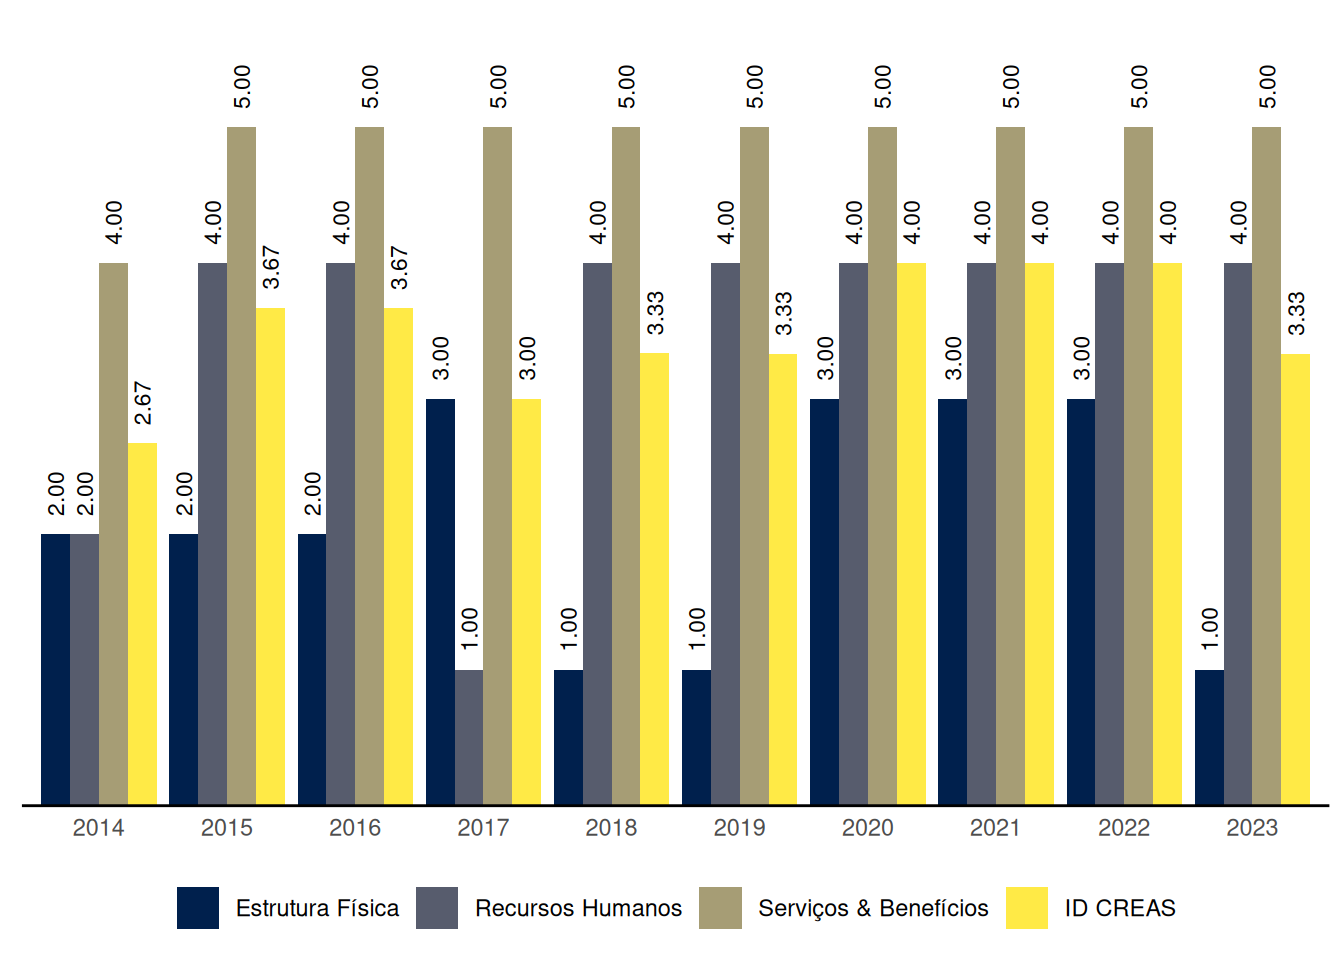 5.00 5.00 5.00 5.00 5.00 5.00 5.00 5.00 5.00
4.00 4.00 4.00 4.00 4.00 4.00 4.00 4.00 4.00 4.00 4.00 4.00
3.67 3.67
3.33 3.33 3.33
3.00 3.00 3.00 3.00 3.00
2.67
2.00 2.00 2.00 2.00
1.00 1.00 1.00 1.00
2014 2015 2016 2017 2018 2019 2020 2021 2022 2023
Estrutura Física Recursos Humanos Serviços & Benefícios ID CREAS